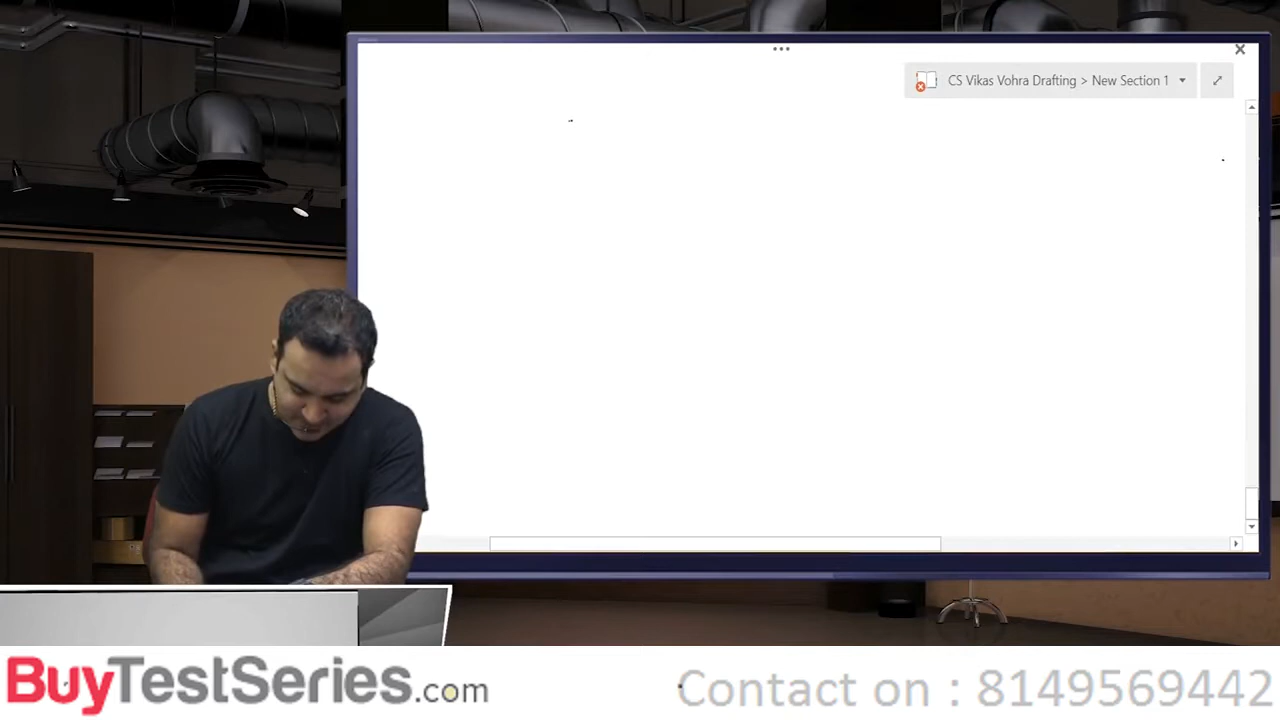 CS Vikas Vohra Drafting > New Section 1
BuyTestSeries.com
Contact on : 8149569442